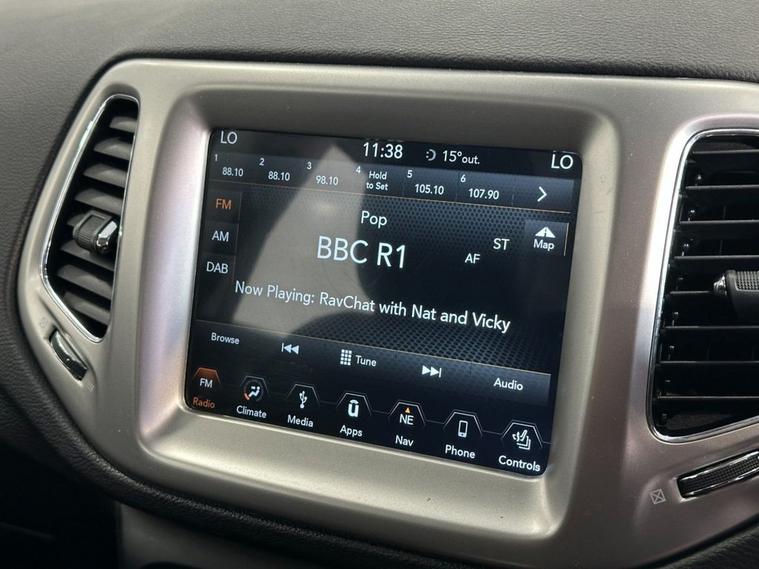 LO 11:38 15°out. LO
1 88.10 2 88.10 3 98.10 4 Hold to Set 5 105.10 6 107.90
FM
AM
DAB
Pop
BBC R1
AF
ST
Map
Now Playing: RavChat with Nat and Vicky
Browse Tune Audio
FM NE
Radio Climate Media Apps Nav Phone Controls